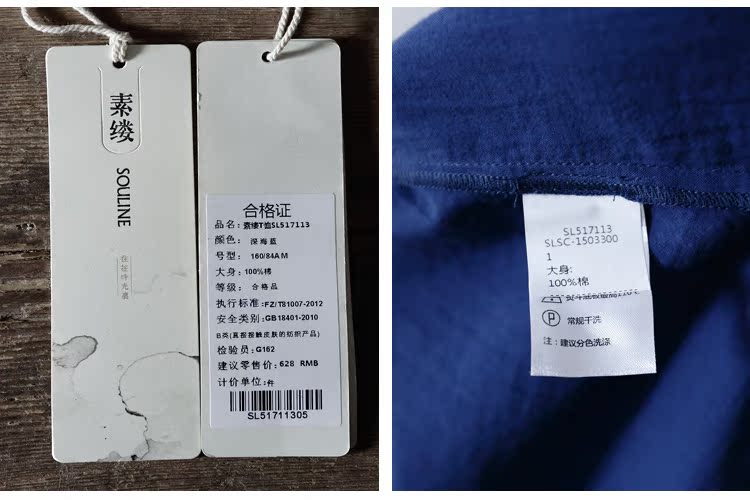 素缕
SOULINE
合格证
品名：素缕T恤SL517113
颜色：深海蓝
号型：160/84A M
大身：100%棉
等级：合格品
执行标准：FZ/T81007-2012
安全类别：GB18401-2010
B类(直接接触皮肤的纺织产品)
检验员：G162
建议零售价：628 RMB
计价单位：件
SL51711305
SL517113
SLSC-1503300
1
大身：
100%棉
P 常规干洗
注：建议分色洗涤